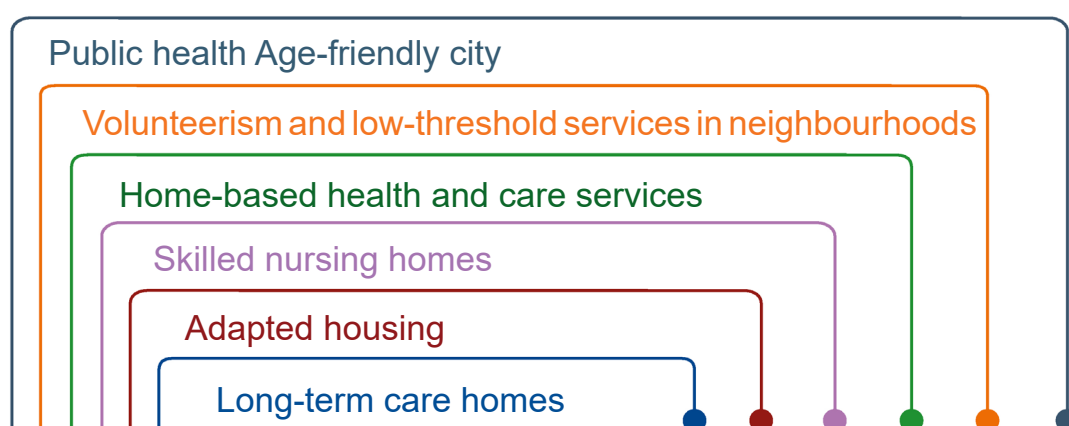 Public health Age-friendly city
Volunteerism and low-threshold services in neighbourhoods
Home-based health and care services
Skilled nursing homes
Adapted housing
Long-term care homes